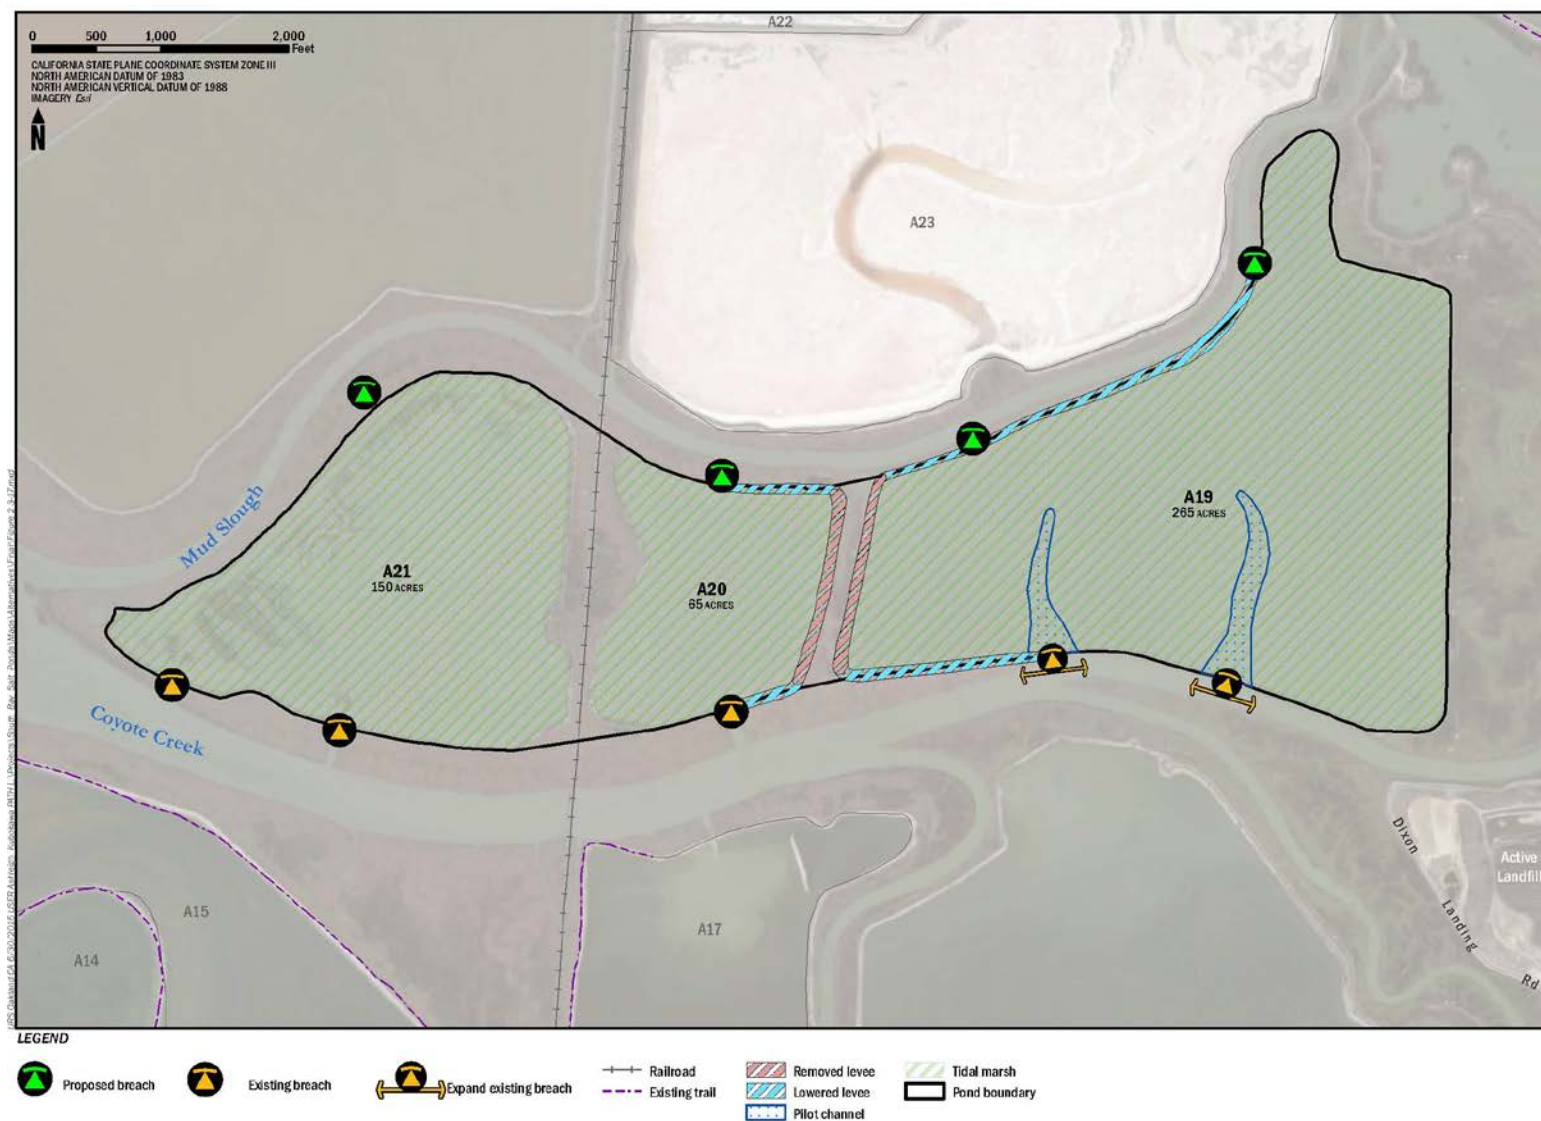 0 500 1,000 2,000
Feet
CALIFORNIA STATE PLANE COORDINATE SYSTEM ZONE III
NORTH AMERICAN DATUM OF 1983
NORTH AMERICAN VERTICAL DATUM OF 1988
IMAGERY Esri
N
A22
A23
Mud Slough
A21
150 ACRES
A20
65 ACRES
A19
265 ACRES
Coyote Creek
A15
A14
A17
Dixon
Landing
Rd
Active
Landfill
LEGEND
Proposed breach
Existing breach
Expand existing breach
Railroad
Existing trail
Removed levee
Lowered levee
Pilot channel
Tidal marsh
Pond boundary